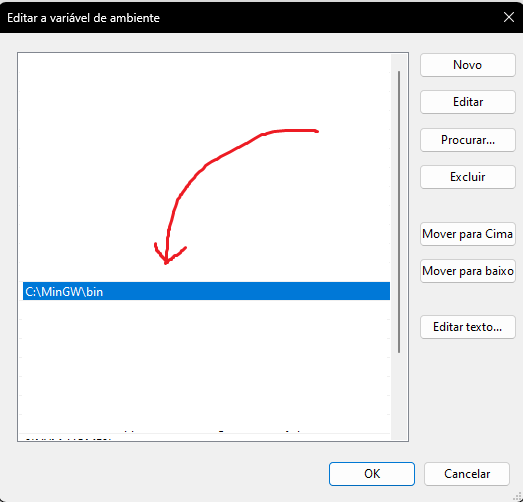 Editar a variável de ambiente
Novo
Editar
Procurar...
Excluir
Mover para Cima
C:\MinGW\bin
Mover para baixo
Editar texto...
OK
Cancelar